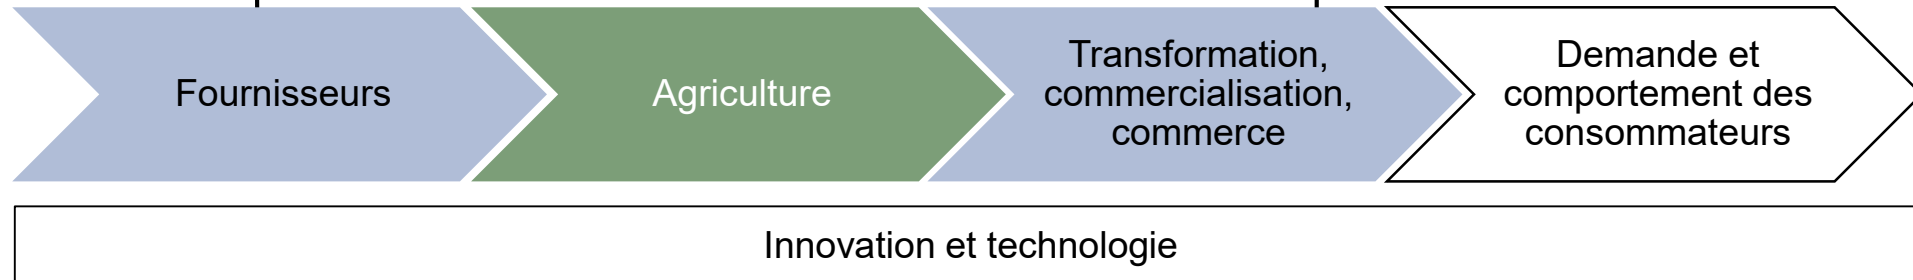 Fournisseurs
Agriculture
Transformation,
commercialisation,
commerce
Demande et
comportement des
consommateurs
Innovation et technologie